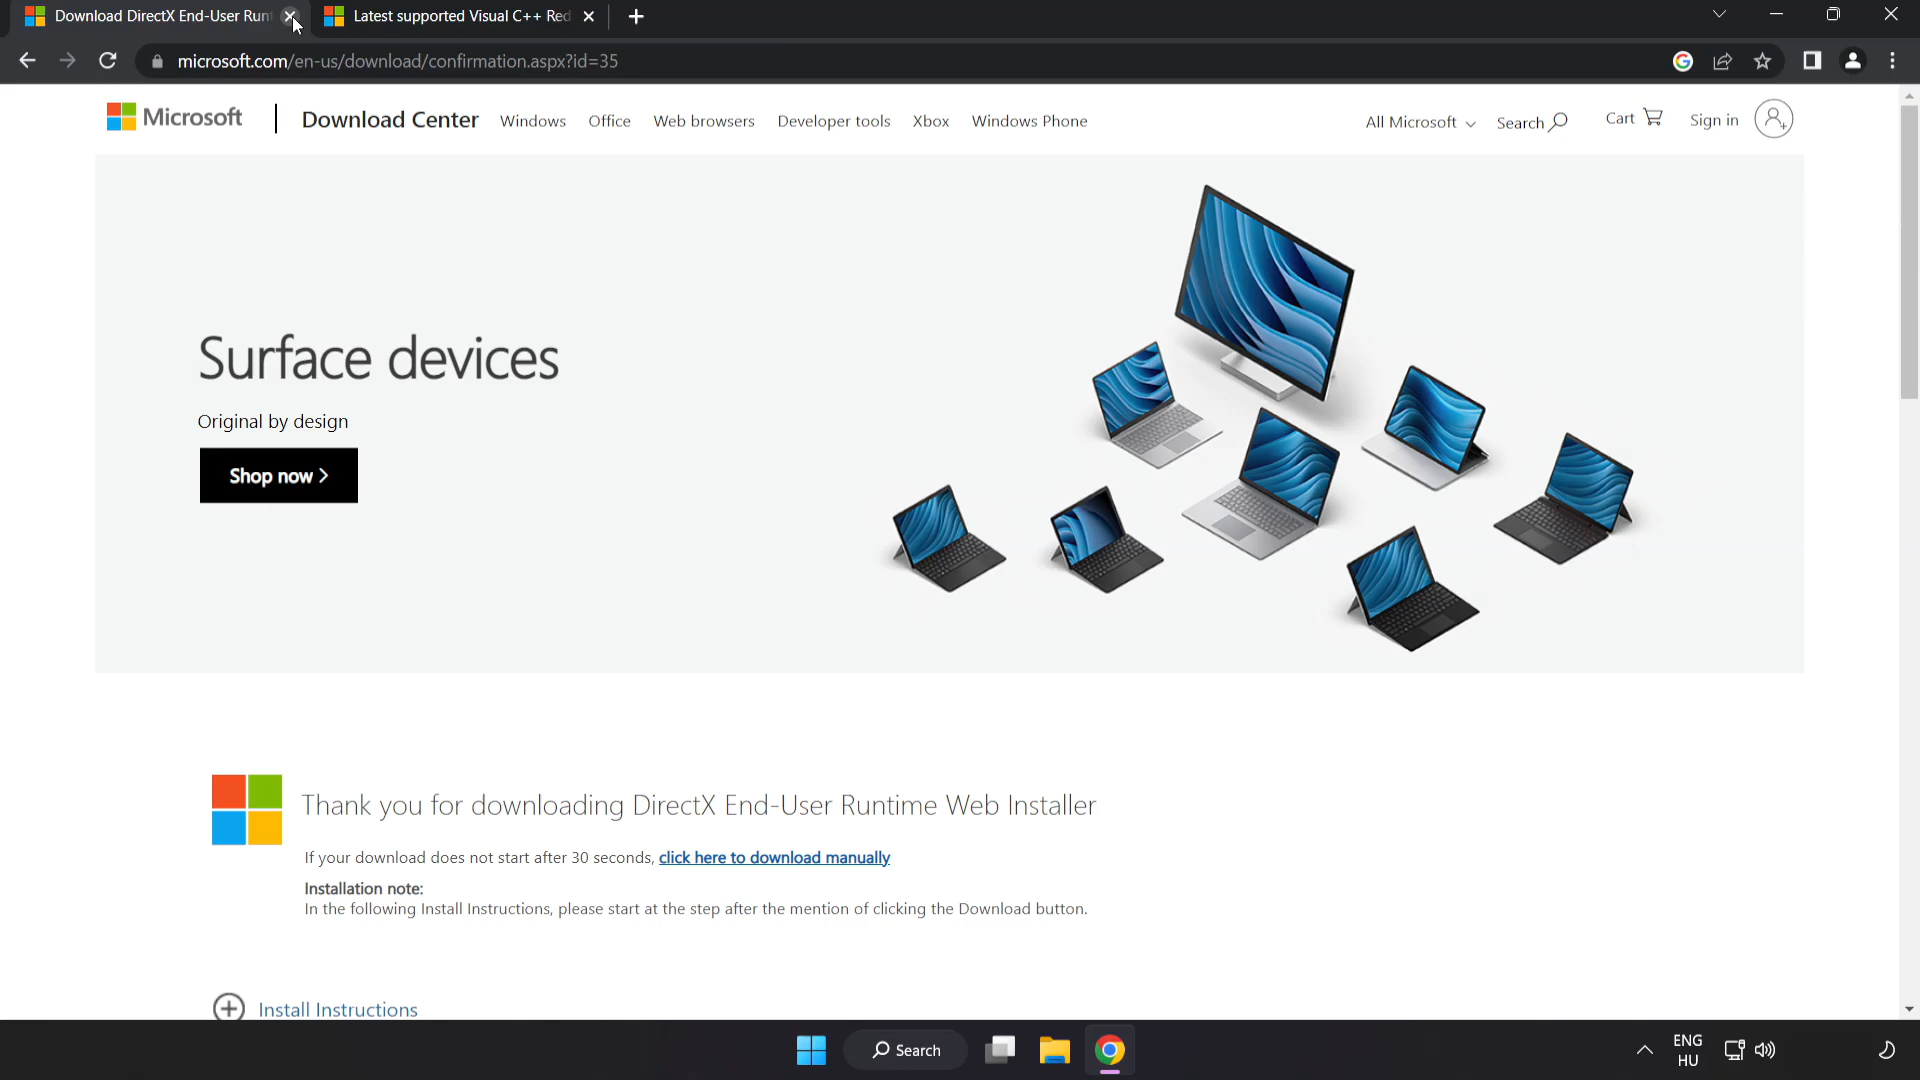 Download DirectX End-User Runt
Latest supported Visual C++ Red
microsoft.com/en-us/download/confirmation.aspx?id=35
Microsoft
Download Center
Windows
Office
Web browsers
Developer tools
Xbox
Windows Phone
All Microsoft
Search
Cart
Sign in
Surface devices
Original by design
Shop now
Thank you for downloading DirectX End-User Runtime Web Installer
If your download does not start after 30 seconds, click here to download manually
Installation note:
In the following Install Instructions, please start at the step after the mention of clicking the Download button.
Install Instructions
Search
ENG
HU